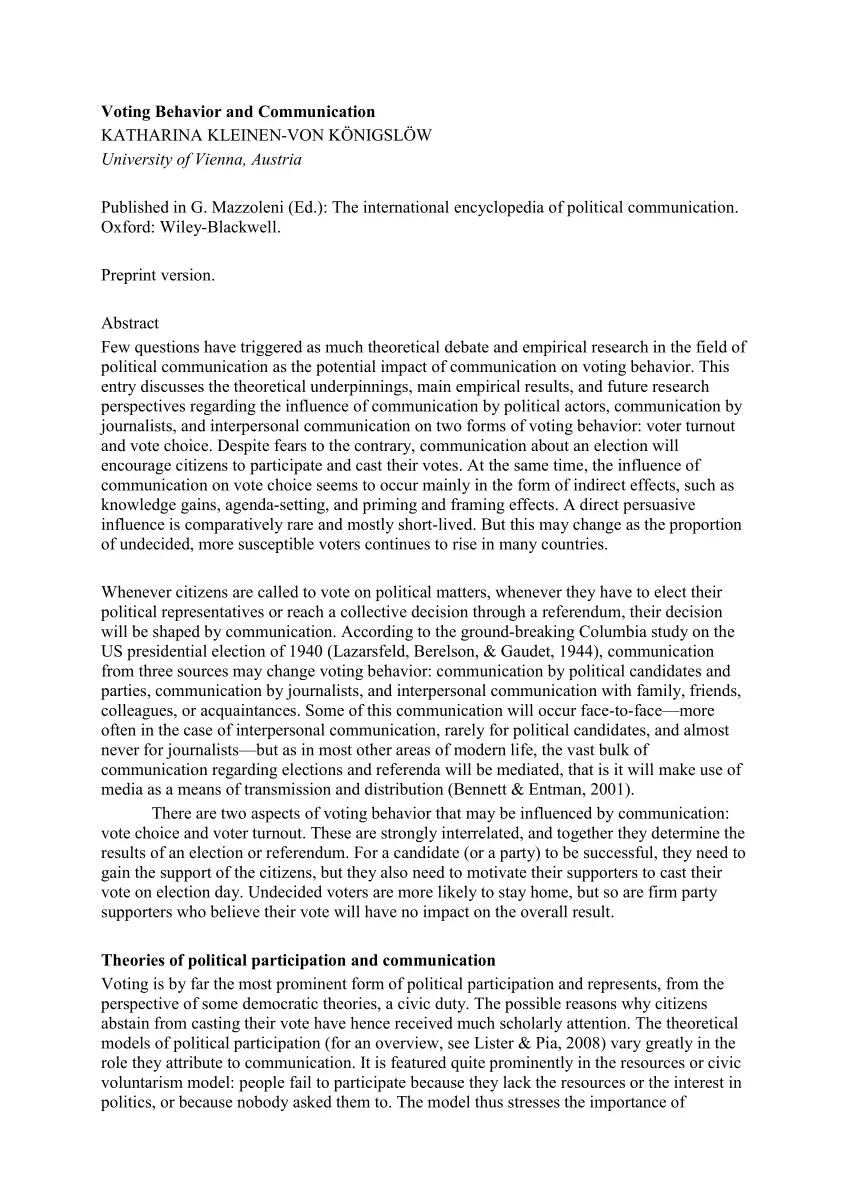 Voting Behavior and Communication
KATHARINA KLEINEN-VON KÖNIGSLÖW
University of Vienna, Austria
Published in G. Mazzoleni (Ed.): The international encyclopedia of political communication.
Oxford: Wiley-Blackwell.
Preprint version.
Abstract
Few questions have triggered as much theoretical debate and empirical research in the field of
political communication as the potential impact of communication on voting behavior. This
entry discusses the theoretical underpinnings, main empirical results, and future research
perspectives regarding the influence of communication by political actors, communication by
journalists, and interpersonal communication on two forms of voting behavior: voter turnout
and vote choice. Despite fears to the contrary, communication about an election will
encourage citizens to participate and cast their votes. At the same time, the influence of
communication on vote choice seems to occur mainly in the form of indirect effects, such as
knowledge gains, agenda-setting, and priming and framing effects. A direct persuasive
influence is comparatively rare and mostly short-lived. But this may change as the proportion
of undecided, more susceptible voters continues to rise in many countries.
Whenever citizens are called to vote on political matters, whenever they have to elect their
political representatives or reach a collective decision through a referendum, their decision
will be shaped by communication. According to the ground-breaking Columbia study on the
US presidential election of 1940 (Lazarsfeld, Berelson, & Gaudet, 1944), communication
from three sources may change voting behavior: communication by political candidates and
parties, communication by journalists, and interpersonal communication with family, friends,
colleagues, or acquaintances. Some of this communication will occur face-to-face—more
often in the case of interpersonal communication, rarely for political candidates, and almost
never for journalists—but as in most other areas of modern life, the vast bulk of
communication regarding elections and referenda will be mediated, that is it will make use of
media as a means of transmission and distribution (Bennett & Entman, 2001).
There are two aspects of voting behavior that may be influenced by communication:
vote choice and voter turnout. These are strongly interrelated, and together they determine the
results of an election or referendum. For a candidate (or a party) to be successful, they need to
gain the support of the citizens, but they also need to motivate their supporters to cast their
vote on election day. Undecided voters are more likely to stay home, but so are firm party
supporters who believe their vote will have no impact on the overall result.
Theories of political participation and communication
Voting is by far the most prominent form of political participation and represents, from the
perspective of some democratic theories, a civic duty. The possible reasons why citizens
abstain from casting their vote have hence received much scholarly attention. The theoretical
models of political participation (for an overview, see Lister & Pia, 2008) vary greatly in the
role they attribute to communication. It is featured quite prominently in the resources or civic
voluntarism model: people fail to participate because they lack the resources or the interest in
politics, or because nobody asked them to. The model thus stresses the importance of